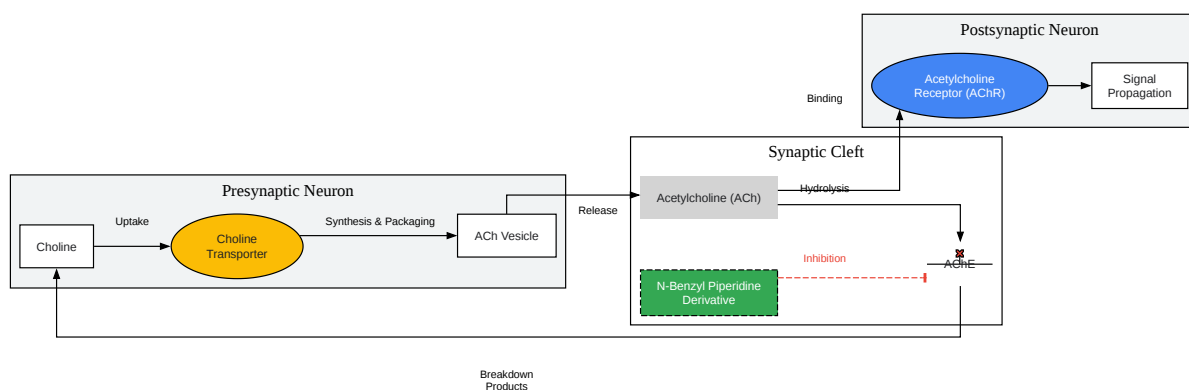 Postsynaptic Neuron
Acetylcholine
Receptor (AChR)
Signal
Propagation
Binding
Synaptic Cleft
Presynaptic Neuron
Acetylcholine (ACh)
Hydrolysis
Release
Uptake
Synthesis & Packaging
Choline
Choline
Transporter
ACh Vesicle
Inhibition
AChE
N-Benzyl Piperidine
Derivative
Breakdown
Products